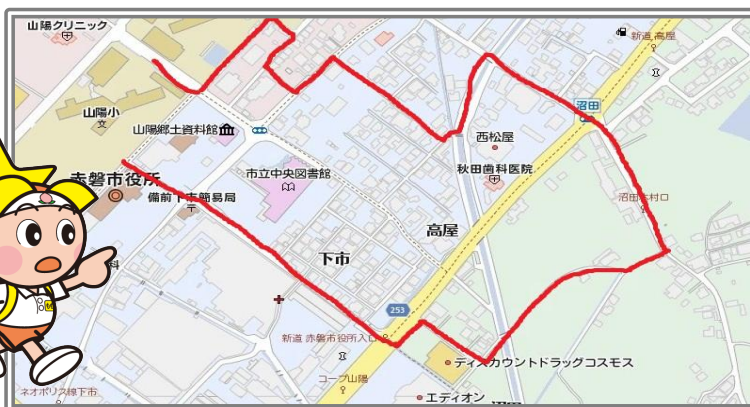 山陽クリニック
新道 高屋
山陽小
沼田
山陽郷土資料館
西松屋
赤磐市役所
市立中央図書館
秋田歯科医院
備前下市簡易局
高屋
下市
科
253
新道 赤磐市役所入口
ディスカウントドラッグコスモス
コープ山陽
ネオポリス線下市
エディオン